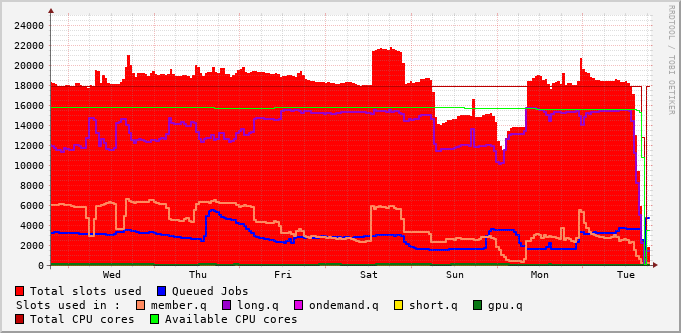 RRDTOOL / TOBI OETIKER
24000
22000
20000
18000
16000
14000
12000
10000
8000
6000
4000
2000
0
Wed Thu Fri Sat Sun Mon Tue
Total slots used Queued Jobs
Slots used in : member.q long.q ondemand.q short.q gpu.q
Total CPU cores
Available CPU cores